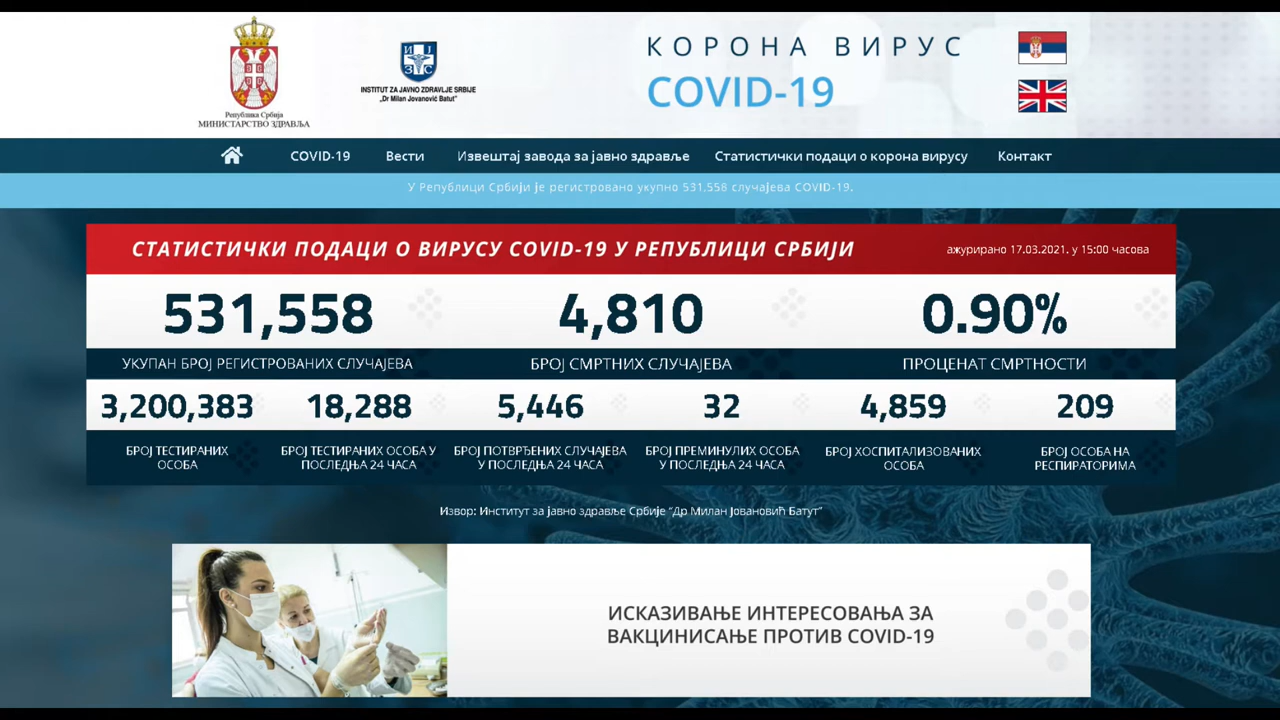 Република Србија
МИНИСТАРСТВО ЗДРАВЉА
ИЈ
ЗС
INSTITUT ZA JAVNO ZDRAVLJE SRBIJE
„Dr Milan Jovanović Batut"
КОРОНА ВИРУС
COVID-19
COVID-19 Вести Извештај завода за јавно здравље Статистички подаци о корона вирусу Контакт
У Републици Србији је регистровано укупно 531,558 случајева COVID-19.
СТАТИСТИЧКИ ПОДАЦИ О ВИРУСУ COVID-19 У РЕПУБЛИЦИ СРБИЈИ
ажурирано 17.03.2021. у 15:00 часова
531,558 4,810 0.90%
УКУПАН БРОЈ РЕГИСТРОВАНИХ СЛУЧАЈЕВА БРОЈ СМРТНИХ СЛУЧАЈЕВА ПРОЦЕНАТ СМРТНОСТИ
3,200,383 18,288 5,446 32 4,859 209
БРОЈ ТЕСТИРАНИХ БРОЈ ТЕСТИРАНИХ ОСОБА У БРОЈ ПОТВРЂЕНИХ СЛУЧАЈЕВА БРОЈ ПРЕМИНУЛИХ ОСОБА БРОЈ ХОСПИТАЛИЗОВАНИХ БРОЈ ОСОБА НА
ОСОБА ПОСЛЕДЊА 24 ЧАСА У ПОСЛЕДЊА 24 ЧАСА У ПОСЛЕДЊА 24 ЧАСА ОСОБА РЕСПИРАТОРИМА
Извор: Институт за јавно здравље Србије "Др Милан Јовановић Батут"
ИСКАЗИВАЊЕ ИНТЕРЕСОВАЊА ЗА
ВАКЦИНИСАЊЕ ПРОТИВ COVID-19